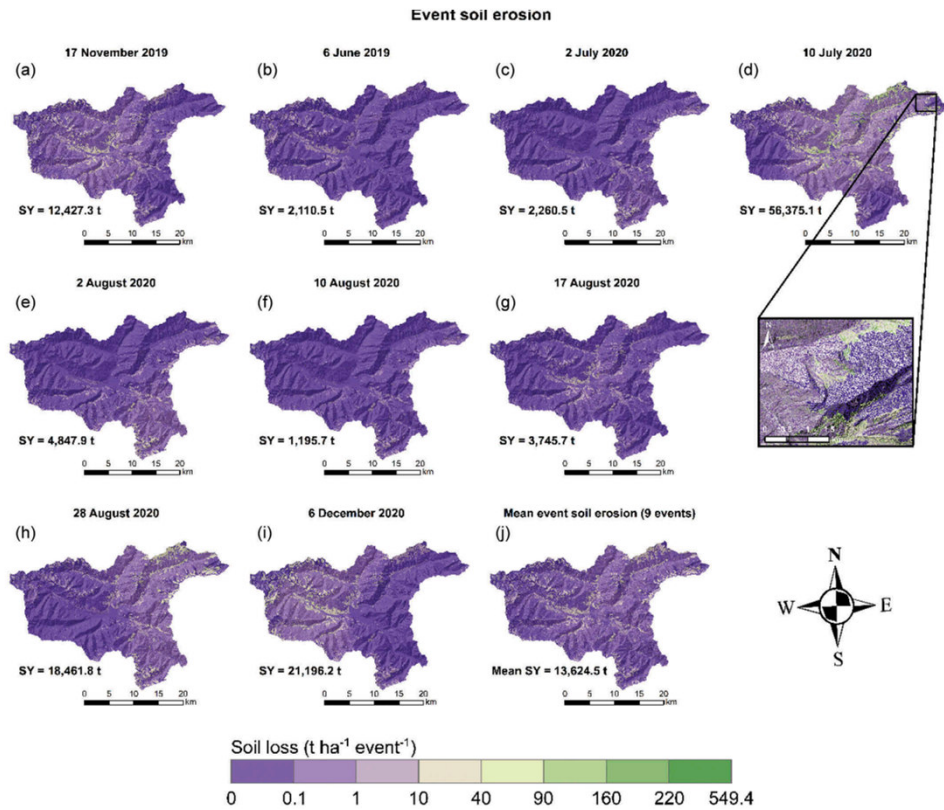 Event soil erosion
17 November 2019
6 June 2019
2 July 2020
10 July 2020
(a)
(b)
(c)
(d)
SY = 12,427.3 t
SY = 2,110.5 t
SY = 2,260.5 t
SY = 56,375.1 t
0 5 10 15 20 km
0 5 10 15 20 km
0 5 10 15 20 km
0 5 10 15 20 km
2 August 2020
10 August 2020
17 August 2020
(e)
(f)
(g)
N
SY = 4,847.9 t
SY = 1,195.7 t
SY = 3,745.7 t
0 5 10 15 20 km
0 5 10 15 20 km
0 5 10 15 20 km
28 August 2020
6 December 2020
Mean event soil erosion (9 events)
(h)
(i)
(j)
N
W E
S
SY = 18,461.8 t
SY = 21,196.2 t
Mean SY = 13,624.5 t
0 5 10 15 20 km
0 5 10 15 20 km
0 5 10 15 20 km
Soil loss (t ha⁻¹ event⁻¹)
0 0.1 1 10 40 90 160 220 549.4